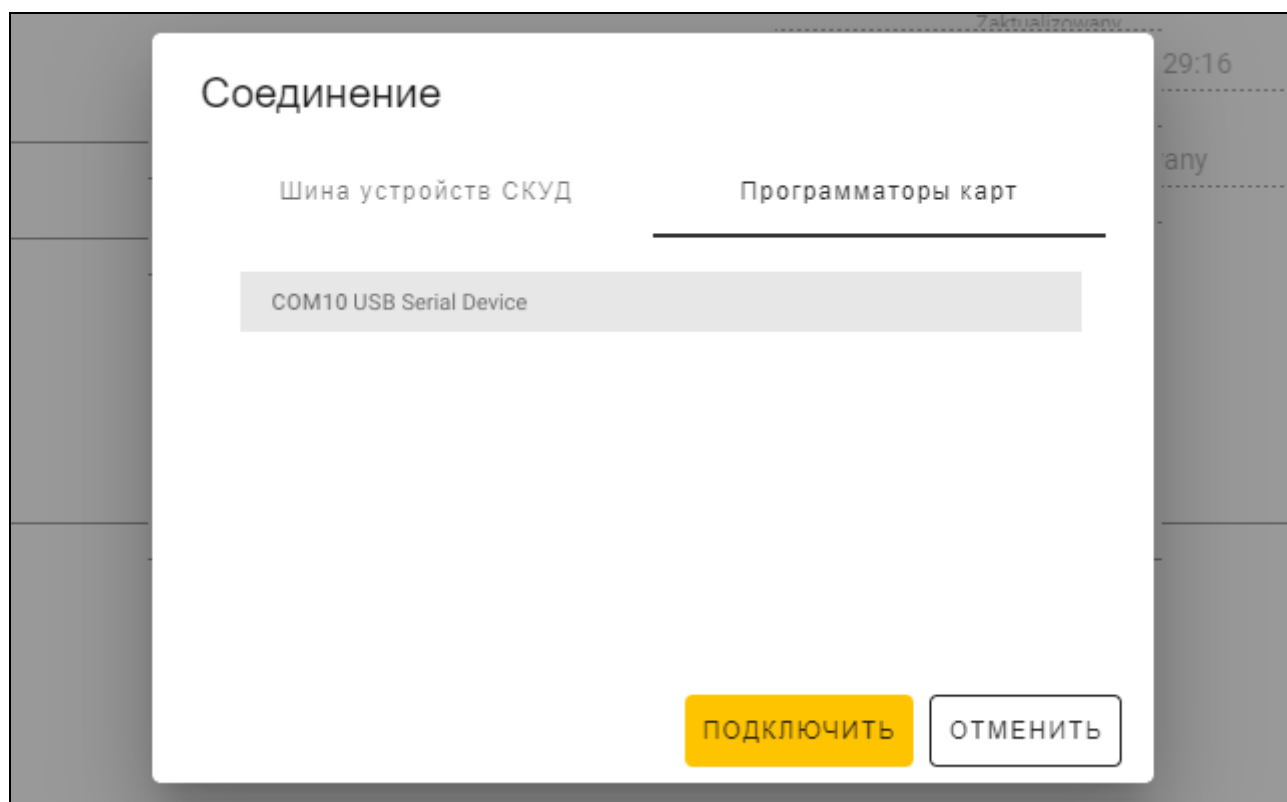 Zaktualizowany
29:16
Соединение
any
Шина устройств СКУД
Программаторы карт
COM10 USB Serial Device
ПОДКЛЮЧИТЬ
ОТМЕНИТЬ